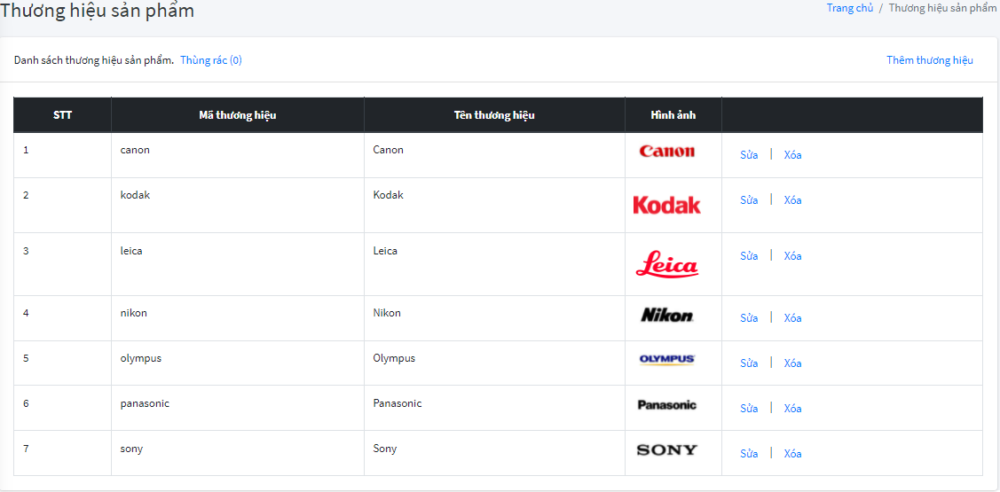 Thương hiệu sản phẩm
Trang chủ / Thương hiệu sản phẩm
Danh sách thương hiệu sản phẩm. Thùng rác (0)
Thêm thương hiệu
STT Mã thương hiệu Tên thương hiệu Hình ảnh
1 canon Canon Canon Sửa | Xóa
2 kodak Kodak Kodak Sửa | Xóa
3 leica Leica Leica Sửa | Xóa
4 nikon Nikon Nikon Sửa | Xóa
5 olympus Olympus OLYMPUS Sửa | Xóa
6 panasonic Panasonic Panasonic Sửa | Xóa
7 sony Sony SONY Sửa | Xóa